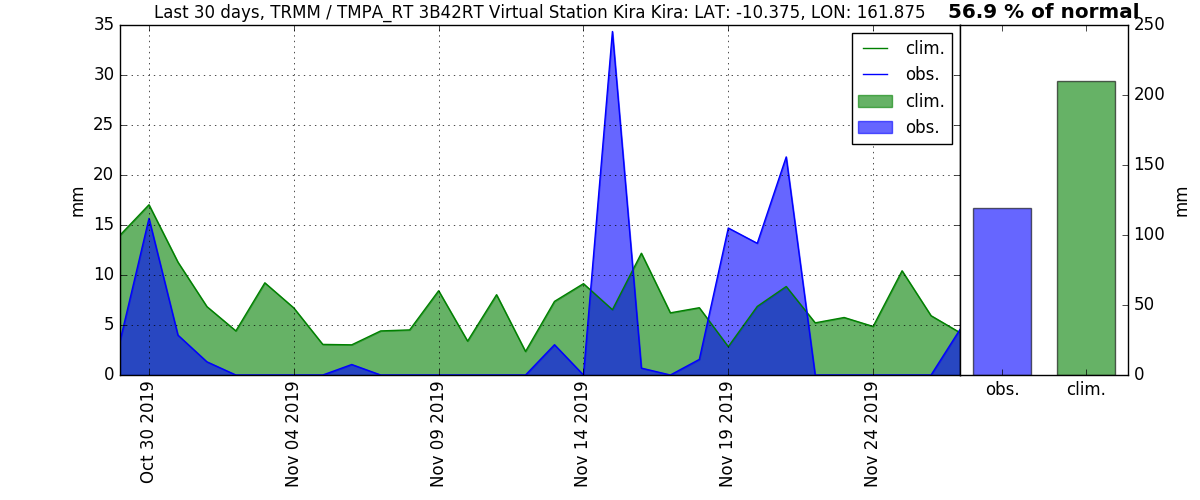 Last 30 days, TRMM / TMPA_RT 3B42RT Virtual Station Kira Kira: LAT: -10.375, LON: 161.875
56.9 % of normal
35
30
25
20
15
10
5
0
mm
clim.
obs.
clim.
obs.
250
200
150
100
50
0
mm
obs.
clim.
Oct 30 2019
Nov 04 2019
Nov 09 2019
Nov 14 2019
Nov 19 2019
Nov 24 2019